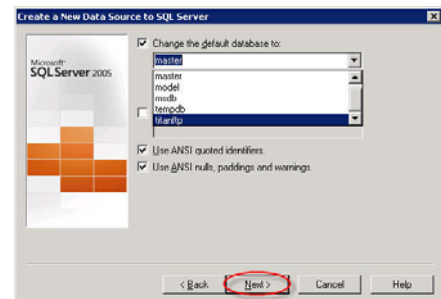 Create a New Data Source to SQL Server
Microsoft
SQL Server 2005
Change the default database to:
master
master
model
msdb
tempdb
titanftp
Use ANSI quoted identifiers.
Use ANSI nulls, paddings and warnings.
< Back
Next >
Cancel
Help